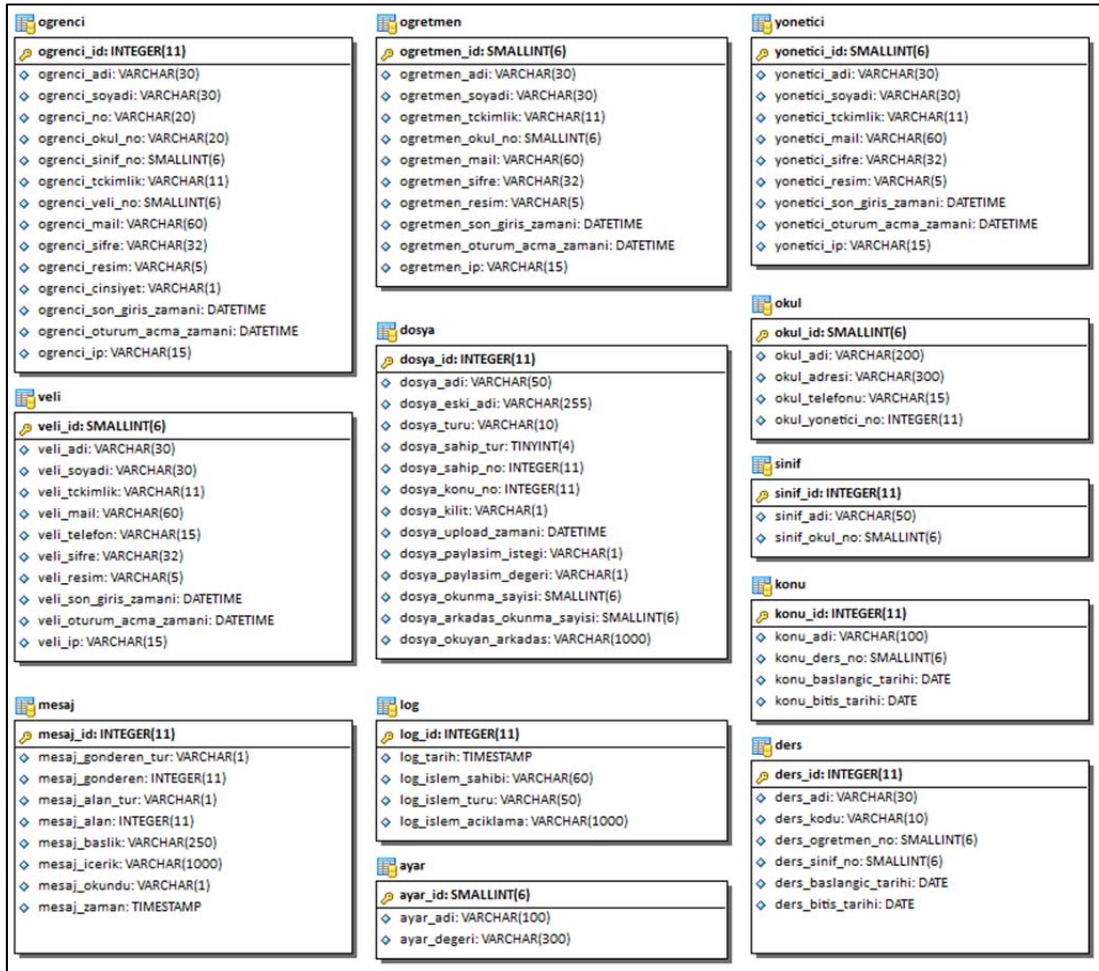 ogrenci
ogrenci_id: INTEGER(11)
ogrenci_adi: VARCHAR(30)
ogrenci_soyadi: VARCHAR(30)
ogrenci_no: VARCHAR(20)
ogrenci_okul_no: VARCHAR(20)
ogrenci_sinif_no: SMALLINT(6)
ogrenci_tckimlik: VARCHAR(11)
ogrenci_veli_no: SMALLINT(6)
ogrenci_mail: VARCHAR(60)
ogrenci_sifre: VARCHAR(32)
ogrenci_resim: VARCHAR(5)
ogrenci_cinsiyet: VARCHAR(1)
ogrenci_son_giris_zamani: DATETIME
ogrenci_oturum_acma_zamani: DATETIME
ogrenci_ip: VARCHAR(15)
veli
veli_id: SMALLINT(6)
veli_adi: VARCHAR(30)
veli_soyadi: VARCHAR(30)
veli_tckimlik: VARCHAR(11)
veli_mail: VARCHAR(60)
veli_telefon: VARCHAR(15)
veli_sifre: VARCHAR(32)
veli_resim: VARCHAR(5)
veli_son_giris_zamani: DATETIME
veli_oturum_acma_zamani: DATETIME
veli_ip: VARCHAR(15)
mesaj
mesaj_id: INTEGER(11)
mesaj_gonderen_tur: VARCHAR(1)
mesaj_gonderen: INTEGER(11)
mesaj_alan_tur: VARCHAR(1)
mesaj_alan: INTEGER(11)
mesaj_baslik: VARCHAR(250)
mesaj_icerik: VARCHAR(1000)
mesaj_okundu: VARCHAR(1)
mesaj_zaman: TIMESTAMP
ogretmen
ogretmen_id: SMALLINT(6)
ogretmen_adi: VARCHAR(30)
ogretmen_soyadi: VARCHAR(30)
ogretmen_tckimlik: VARCHAR(11)
ogretmen_okul_no: SMALLINT(6)
ogretmen_mail: VARCHAR(60)
ogretmen_sifre: VARCHAR(32)
ogretmen_resim: VARCHAR(5)
ogretmen_son_giris_zamani: DATETIME
ogretmen_oturum_acma_zamani: DATETIME
ogretmen_ip: VARCHAR(15)
dosya
dosya_id: INTEGER(11)
dosya_adi: VARCHAR(50)
dosya_eski_adi: VARCHAR(255)
dosya_turu: VARCHAR(10)
dosya_sahip_tur: TINYINT(4)
dosya_sahip_no: INTEGER(11)
dosya_konu_no: INTEGER(11)
dosya_kilit: VARCHAR(1)
dosya_upload_zamani: DATETIME
dosya_paylasim_istegi: VARCHAR(1)
dosya_paylasim_degeri: VARCHAR(1)
dosya_okunma_sayisi: SMALLINT(6)
dosya_arkadas_okunma_sayisi: SMALLINT(6)
dosya_okuyan_arkadas: VARCHAR(1000)
log
log_id: INTEGER(11)
log_tarih: TIMESTAMP
log_islem_sahibi: VARCHAR(60)
log_islem_turu: VARCHAR(50)
log_islem_aciklama: VARCHAR(1000)
ayar
ayar_id: SMALLINT(6)
ayar_adi: VARCHAR(100)
ayar_degeri: VARCHAR(300)
yonetici
yonetici_id: SMALLINT(6)
yonetici_adi: VARCHAR(30)
yonetici_soyadi: VARCHAR(30)
yonetici_tckimlik: VARCHAR(11)
yonetici_mail: VARCHAR(60)
yonetici_sifre: VARCHAR(32)
yonetici_resim: VARCHAR(5)
yonetici_son_giris_zamani: DATETIME
yonetici_oturum_acma_zamani: DATETIME
yonetici_ip: VARCHAR(15)
okul
okul_id: SMALLINT(6)
okul_adi: VARCHAR(200)
okul_adresi: VARCHAR(300)
okul_telefonu: VARCHAR(15)
okul_yonetici_no: INTEGER(11)
sinif
sinif_id: INTEGER(11)
sinif_adi: VARCHAR(50)
sinif_okul_no: SMALLINT(6)
konu
konu_id: INTEGER(11)
konu_adi: VARCHAR(100)
konu_ders_no: SMALLINT(6)
konu_baslangic_tarihi: DATE
konu_bitis_tarihi: DATE
ders
ders_id: INTEGER(11)
ders_adi: VARCHAR(30)
ders_kodu: VARCHAR(10)
ders_ogretmen_no: SMALLINT(6)
ders_sinif_no: SMALLINT(6)
ders_baslangic_tarihi: DATE
ders_bitis_tarihi: DATE